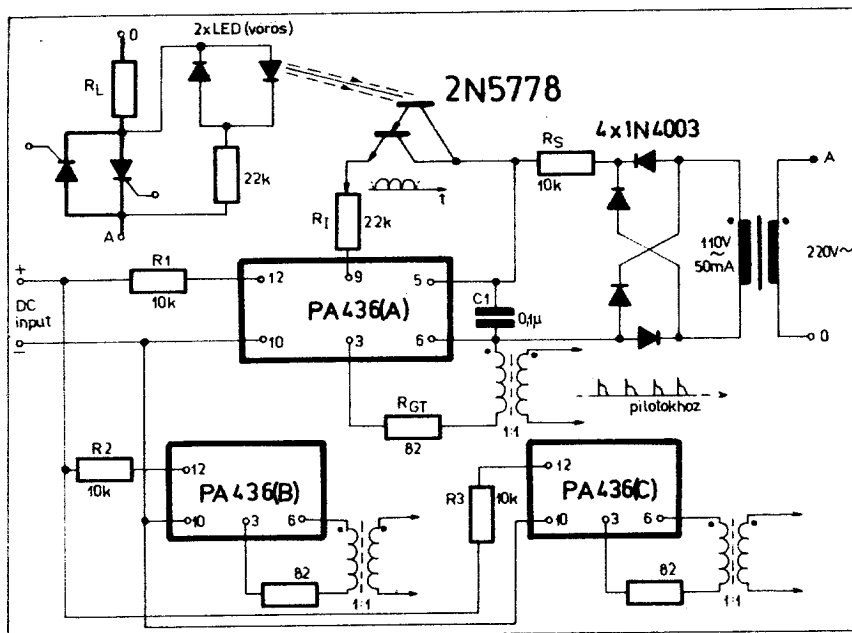 0
2xLED (vörös)
R_L
2N5778
4x1N4003
R_S
10k
A
22k
A
t
R_I
22k
110V
~
50mA
220V~
+
R1
10k
12
9
5
DC
input
PA436(A)
C1
0,1µ
10
3
6
–
0
R_GT
82
1:1
pilotokhoz
R2
10k
12
PA436(B)
10
3
6
82
1:1
R3
10k
12
PA436(C)
10
3
6
82
1:1